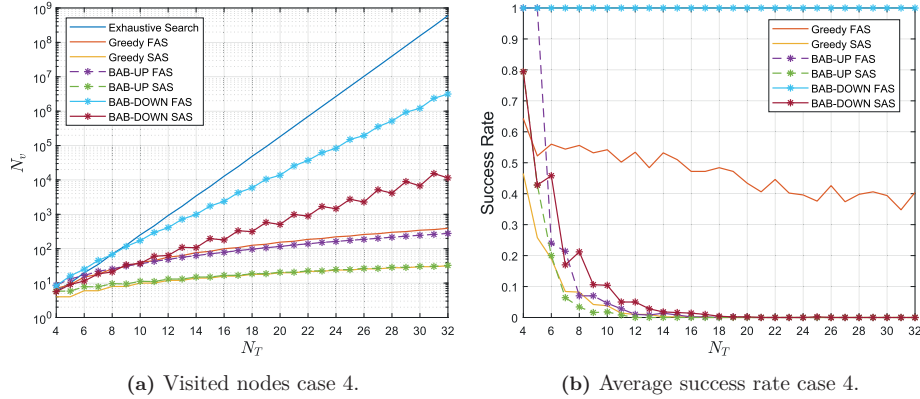 10^9
10^8
10^7
10^6
10^5
10^4
10^3
10^2
10^1
10^0
N_v
Exhaustive Search
Greedy FAS
Greedy SAS
BAB-UP FAS
BAB-UP SAS
BAB-DOWN FAS
BAB-DOWN SAS
4 6 8 10 12 14 16 18 20 22 24 26 28 30 32
N_T
(a) Visited nodes case 4.
1
0.9
0.8
0.7
0.6
0.5
0.4
0.3
0.2
0.1
0
Success Rate
Greedy FAS
Greedy SAS
BAB-UP FAS
BAB-UP SAS
BAB-DOWN FAS
BAB-DOWN SAS
4 6 8 10 12 14 16 18 20 22 24 26 28 30 32
N_T
(b) Average success rate case 4.